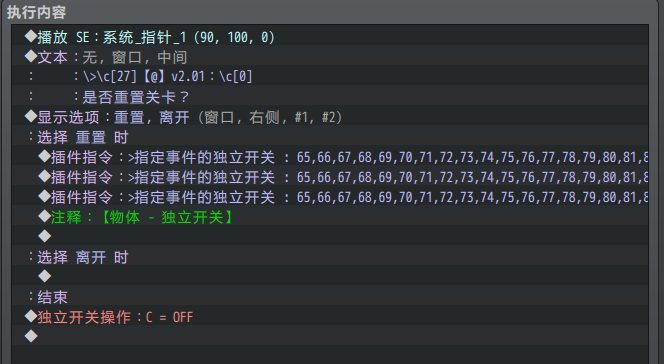 执行内容
◆播放 SE：系统_指针_1 (90, 100, 0)
◆文本：无, 窗口, 中间
：　　：\>\c[27]【@】v2.01：\c[0]
：　　：是否重置关卡？
◆显示选项：重置, 离开 (窗口, 右侧, #1, #2)
：选择 重置 时
◆插件指令：>指定事件的独立开关 : 65,66,67,68,69,70,71,72,73,74,75,76,77,78,79,80,81,8
◆插件指令：>指定事件的独立开关 : 65,66,67,68,69,70,71,72,73,74,75,76,77,78,79,80,81,8
◆插件指令：>指定事件的独立开关 : 65,66,67,68,69,70,71,72,73,74,75,76,77,78,79,80,81,8
◆注释：【物体 - 独立开关】
◆
：选择 离开 时
◆
：结束
◆独立开关操作：C = OFF
◆